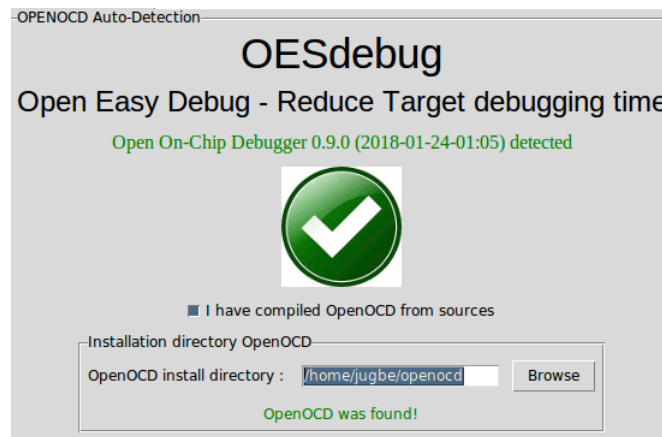 OPENOCD Auto-Detection
OESdebug
Open Easy Debug - Reduce Target debugging time
Open On-Chip Debugger 0.9.0 (2018-01-24-01:05) detected
I have compiled OpenOCD from sources
Installation directory OpenOCD
OpenOCD install directory : /home/jugbe/openocd Browse
OpenOCD was found!